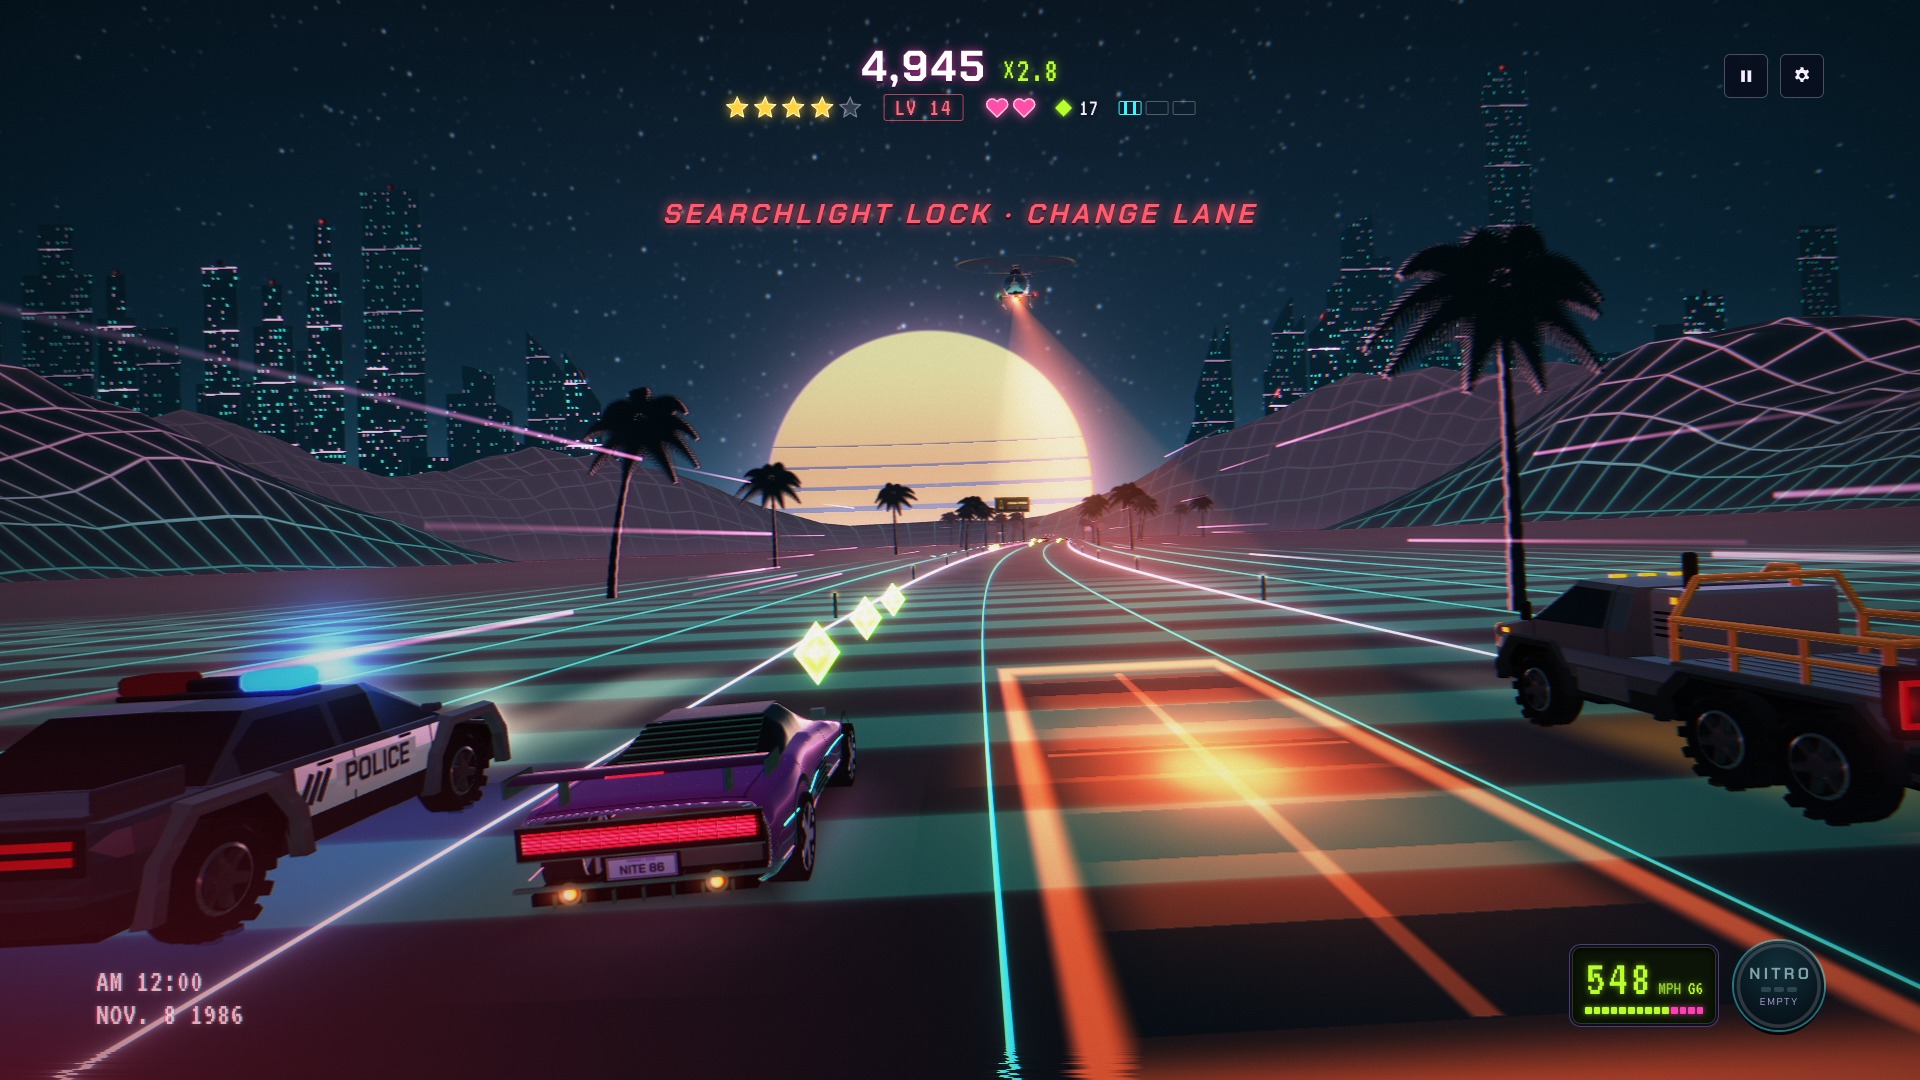 4,945 X2.8
LV 14
17
SEARCHLIGHT LOCK · CHANGE LANE
POLICE
NITE 86
AM 12:00
NOV. 8 1986
548 MPH G6
NITRO
EMPTY